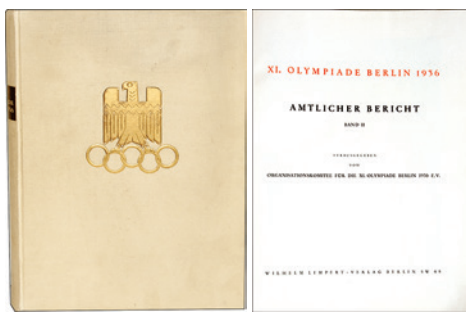 XI. OLYMPIADE BERLIN 1936
AMTLICHER BERICHT
BAND II
HERAUSGEGEBEN
VOM
ORGANISATIONSKOMITEE FÜR DIE XI. OLYMPIADE BERLIN 1936 E.V.
WILHELM LIMPERT-VERLAG BERLIN SW 68